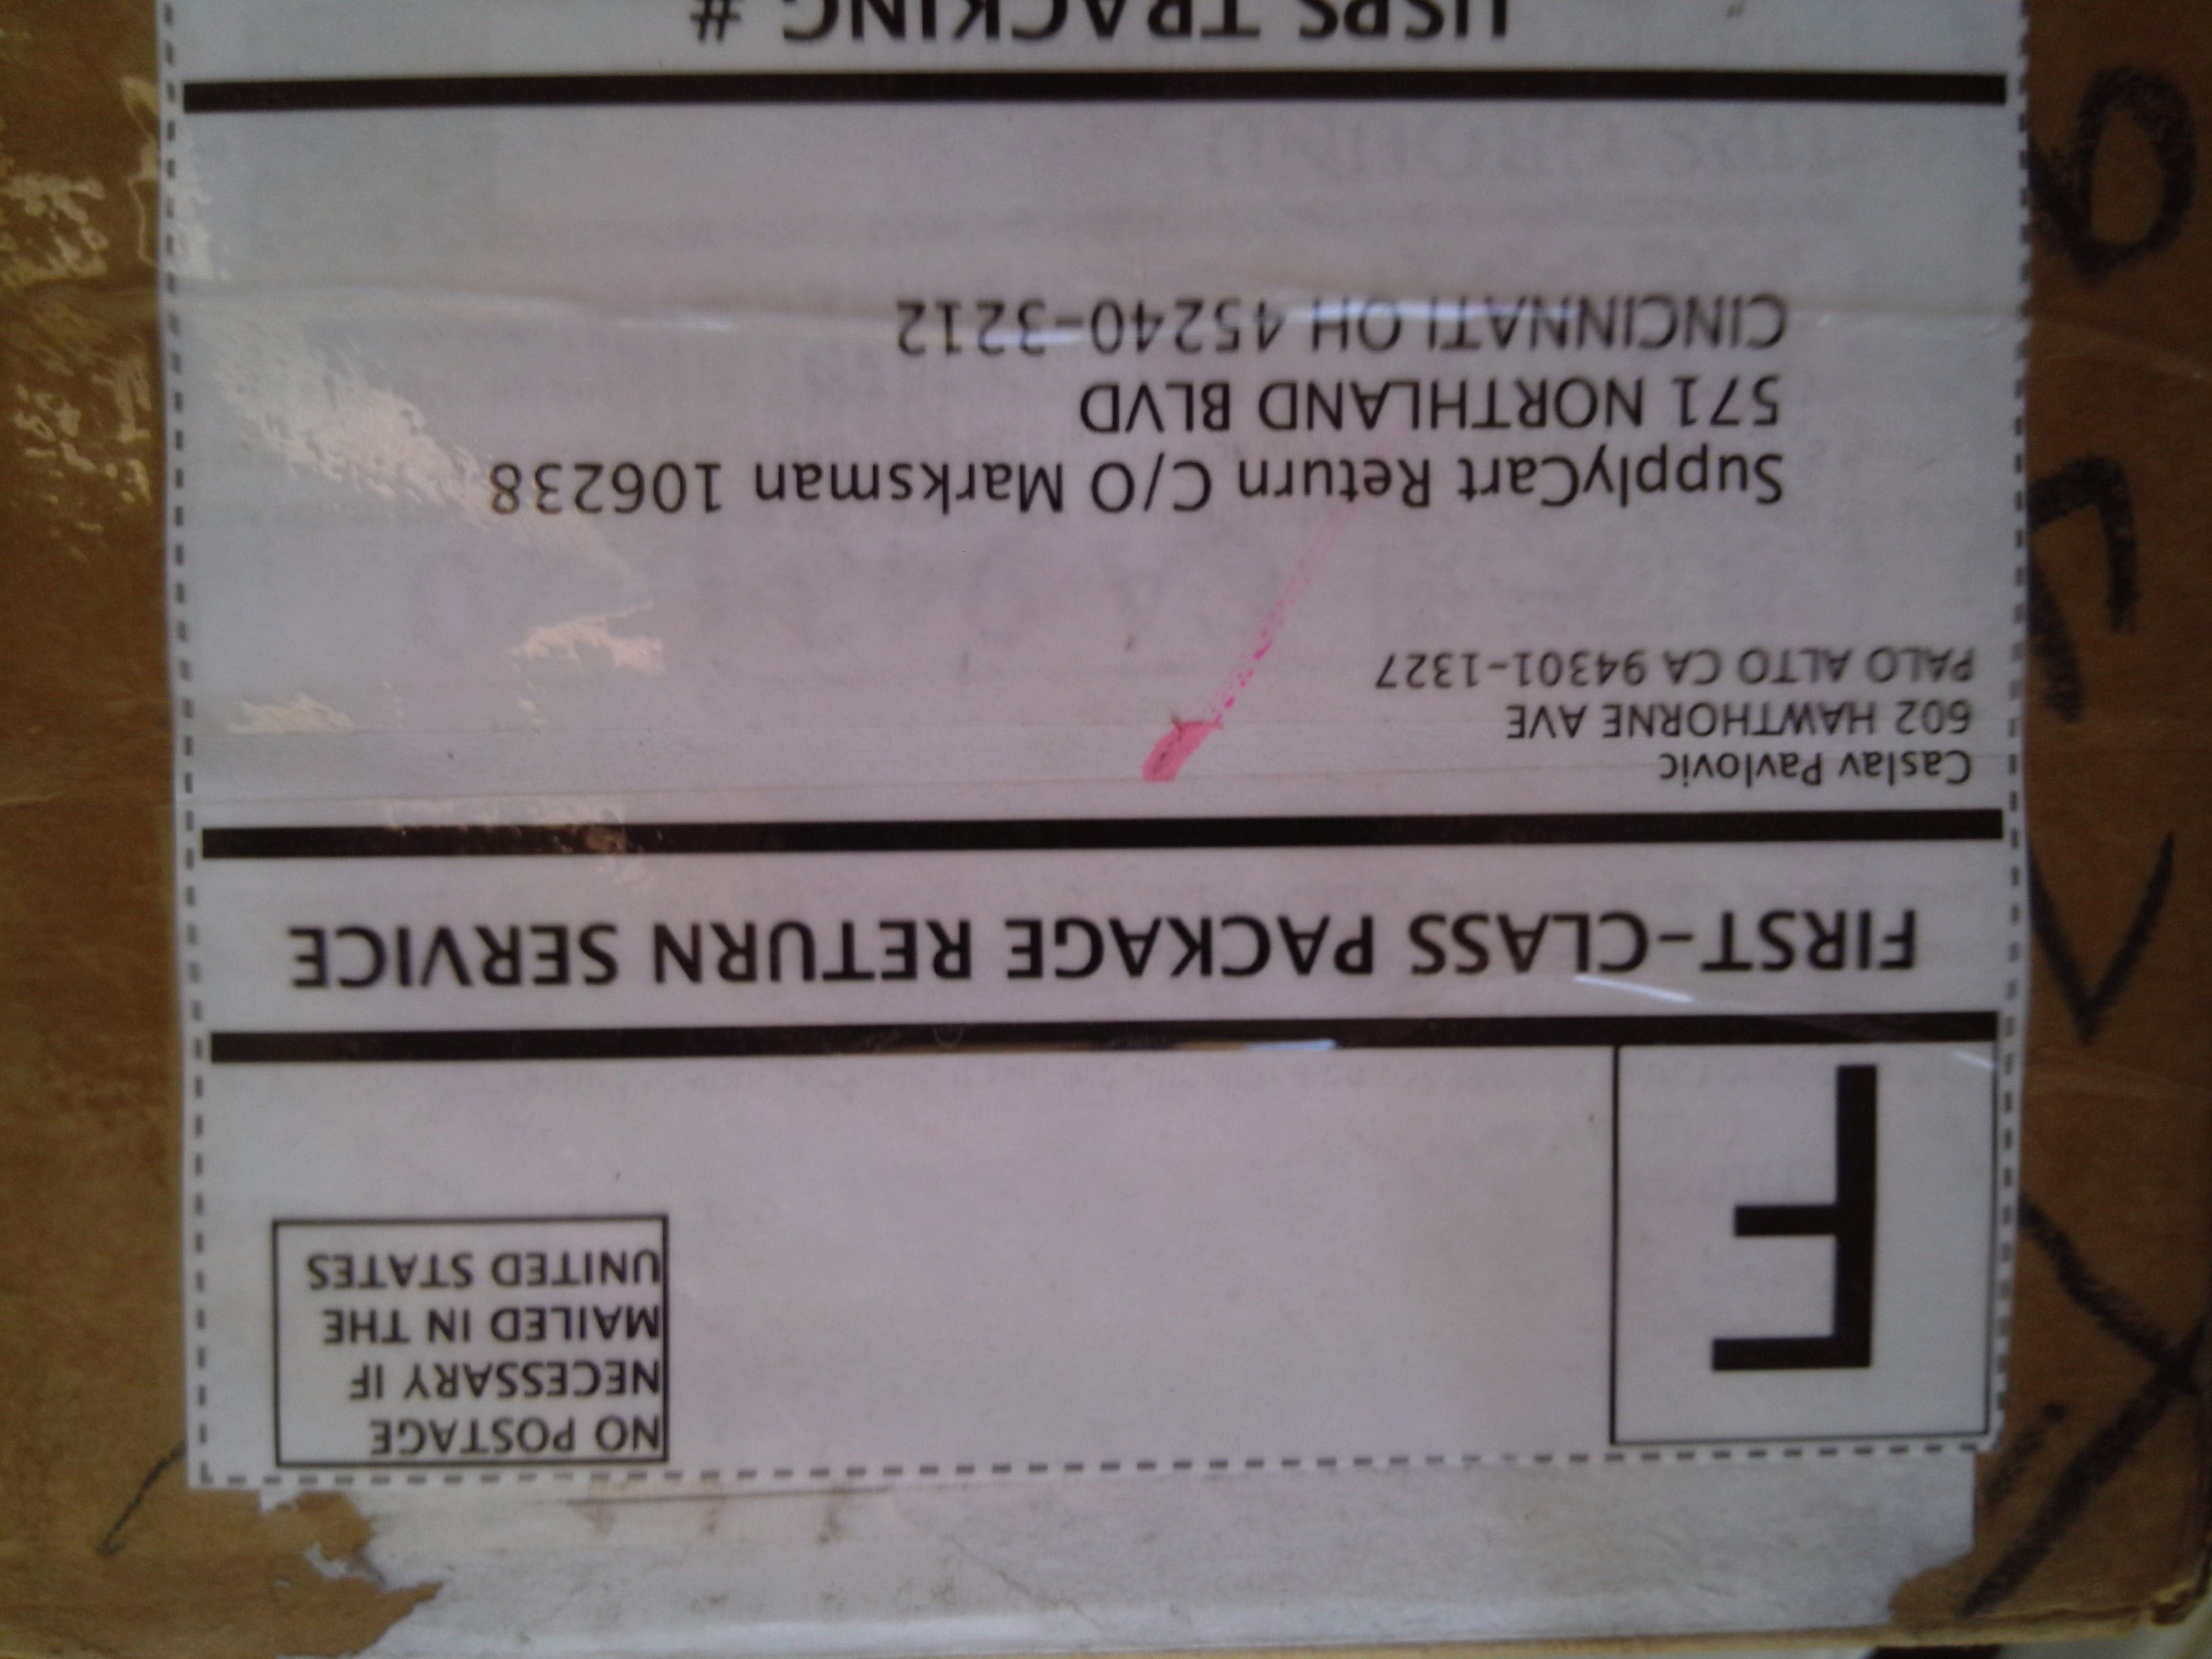 F
NO POSTAGE
NECESSARY IF
MAILED IN THE
UNITED STATES
FIRST-CLASS PACKAGE RETURN SERVICE
Caslav Pavlovic
602 HAWTHORNE AVE
PALO ALTO CA 94301-1327
SupplyCart Return C/O Marksman 106238
571 NORTHLAND BLVD
CINCINNATI OH 45240-3212
USPS TRACKING #